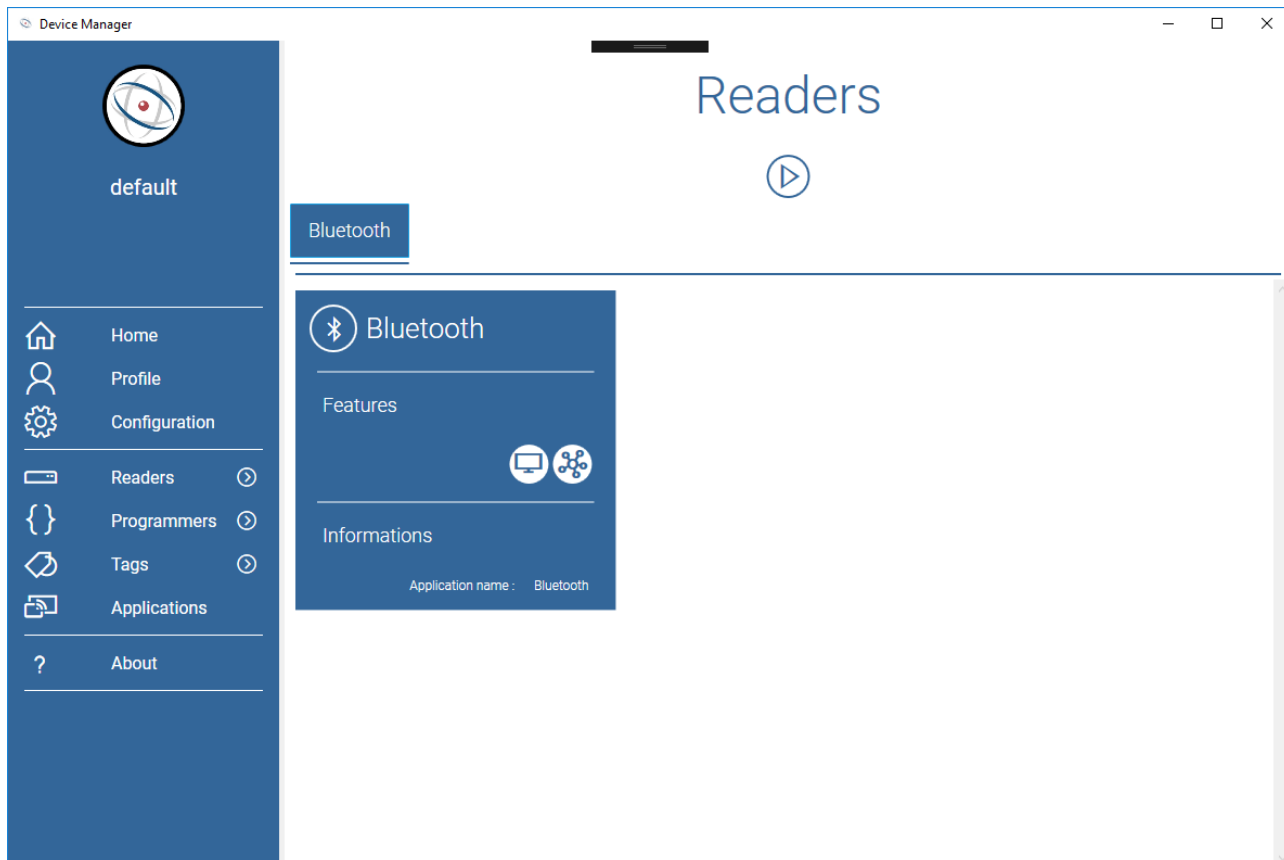 Device Manager
default
Home
Profile
Configuration
Readers
Programmers
Tags
Applications
? About
Readers
Bluetooth
Bluetooth
Features
Informations
Application name : Bluetooth